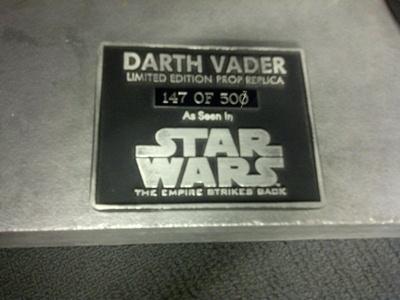 DARTH VADER
LIMITED EDITION PROP REPLICA
147 OF 500
As Seen In
STAR
WARS
THE EMPIRE STRIKES BACK